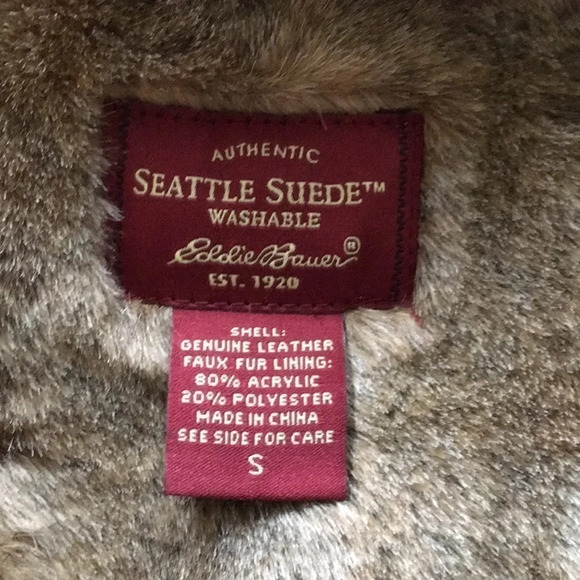 AUTHENTIC
SEATTLE SUEDE™
WASHABLE
Eddie Bauer®
EST. 1920
SHELL:
GENUINE LEATHER
FAUX FUR LINING:
80% ACRYLIC
20% POLYESTER
MADE IN CHINA
SEE SIDE FOR CARE
S